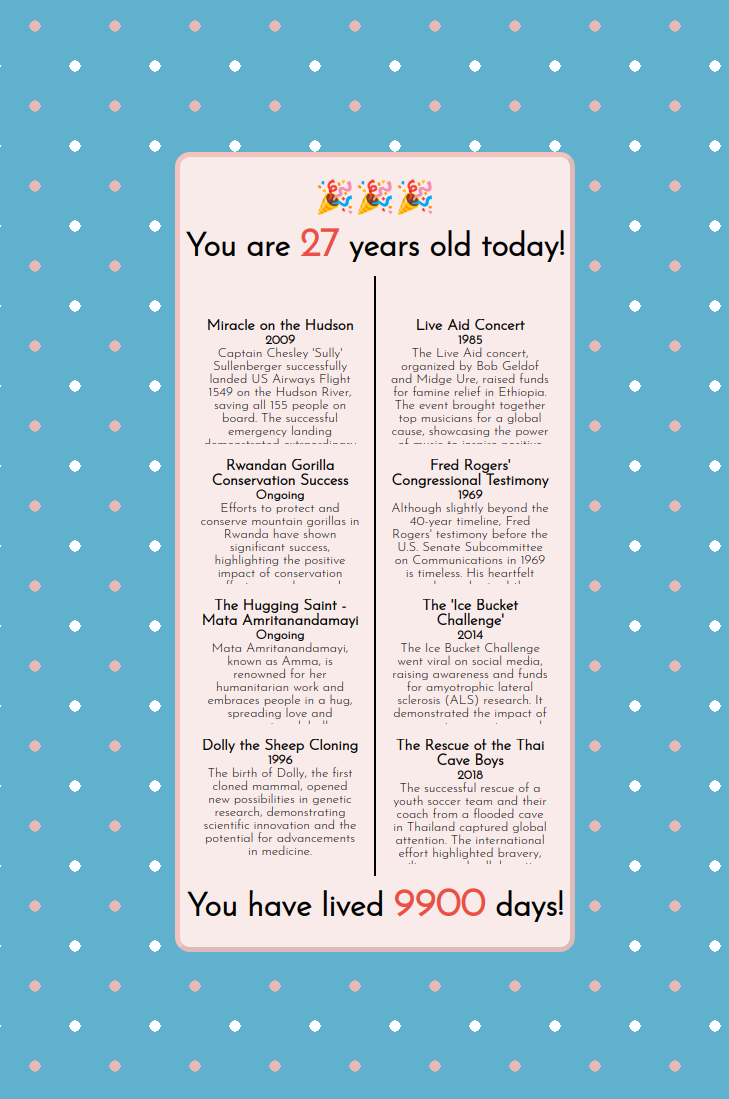 You are 27 years old today!
Miracle on the Hudson
2009
Captain Chesley 'Sully'
Sullenberger successfully
landed US Airways Flight
1549 on the Hudson River,
saving all 155 people on
board. The successful
emergency landing
demonstrated extraordinary
Rwandan Gorilla
Conservation Success
Ongoing
Efforts to protect and
conserve mountain gorillas in
Rwanda have shown
significant success,
highlighting the positive
impact of conservation
The Hugging Saint -
Mata Amritanandamayi
Ongoing
Mata Amritanandamayi,
known as Amma, is
renowned for her
humanitarian work and
embraces people in a hug,
spreading love and
Dolly the Sheep Cloning
1996
The birth of Dolly, the first
cloned mammal, opened
new possibilities in genetic
research, demonstrating
scientific innovation and the
potential for advancements
in medicine.
Live Aid Concert
1985
The Live Aid concert,
organized by Bob Geldof
and Midge Ure, raised funds
for famine relief in Ethiopia.
The event brought together
top musicians for a global
cause, showcasing the power
of music to inspire positive
Fred Rogers'
Congressional Testimony
1969
Although slightly beyond the
40-year timeline, Fred
Rogers' testimony before the
U.S. Senate Subcommittee
on Communications in 1969
is timeless. His heartfelt
The 'Ice Bucket
Challenge'
2014
The Ice Bucket Challenge
went viral on social media,
raising awareness and funds
for amyotrophic lateral
sclerosis (ALS) research. It
demonstrated the impact of
The Rescue of the Thai
Cave Boys
2018
The successful rescue of a
youth soccer team and their
coach from a flooded cave
in Thailand captured global
attention. The international
effort highlighted bravery,
You have lived 9900 days!